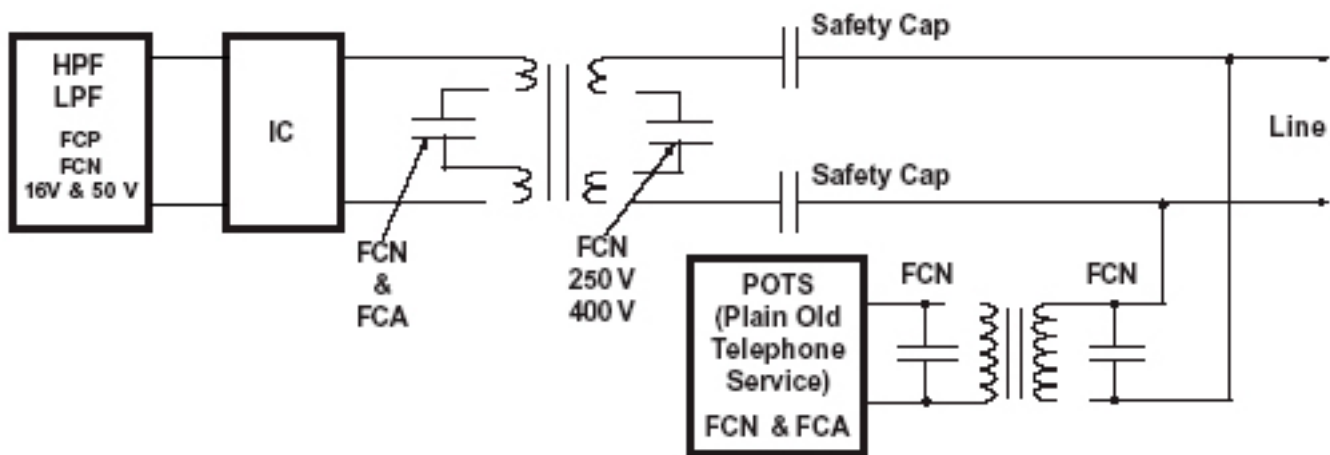 HPF
LPF
FCP
FCN
16V & 50 V
IC
FCN
&
FCA
FCN
250 V
400 V
Safety Cap
Safety Cap
Line
POTS
(Plain Old
Telephone
Service)
FCN & FCA
FCN
FCN